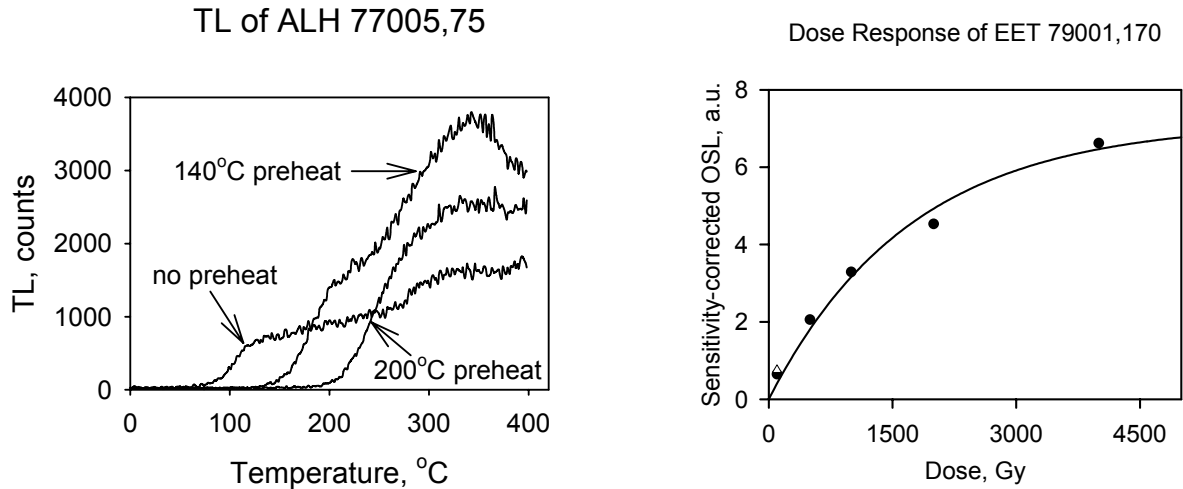 TL of ALH 77005,75
TL, counts
4000
3000
2000
1000
0
140°C preheat
no preheat
200°C preheat
0 100 200 300 400
Temperature, °C
Dose Response of EET 79001,170
Sensitivity-corrected OSL, a.u.
8
6
4
2
0
0 1500 3000 4500
Dose, Gy